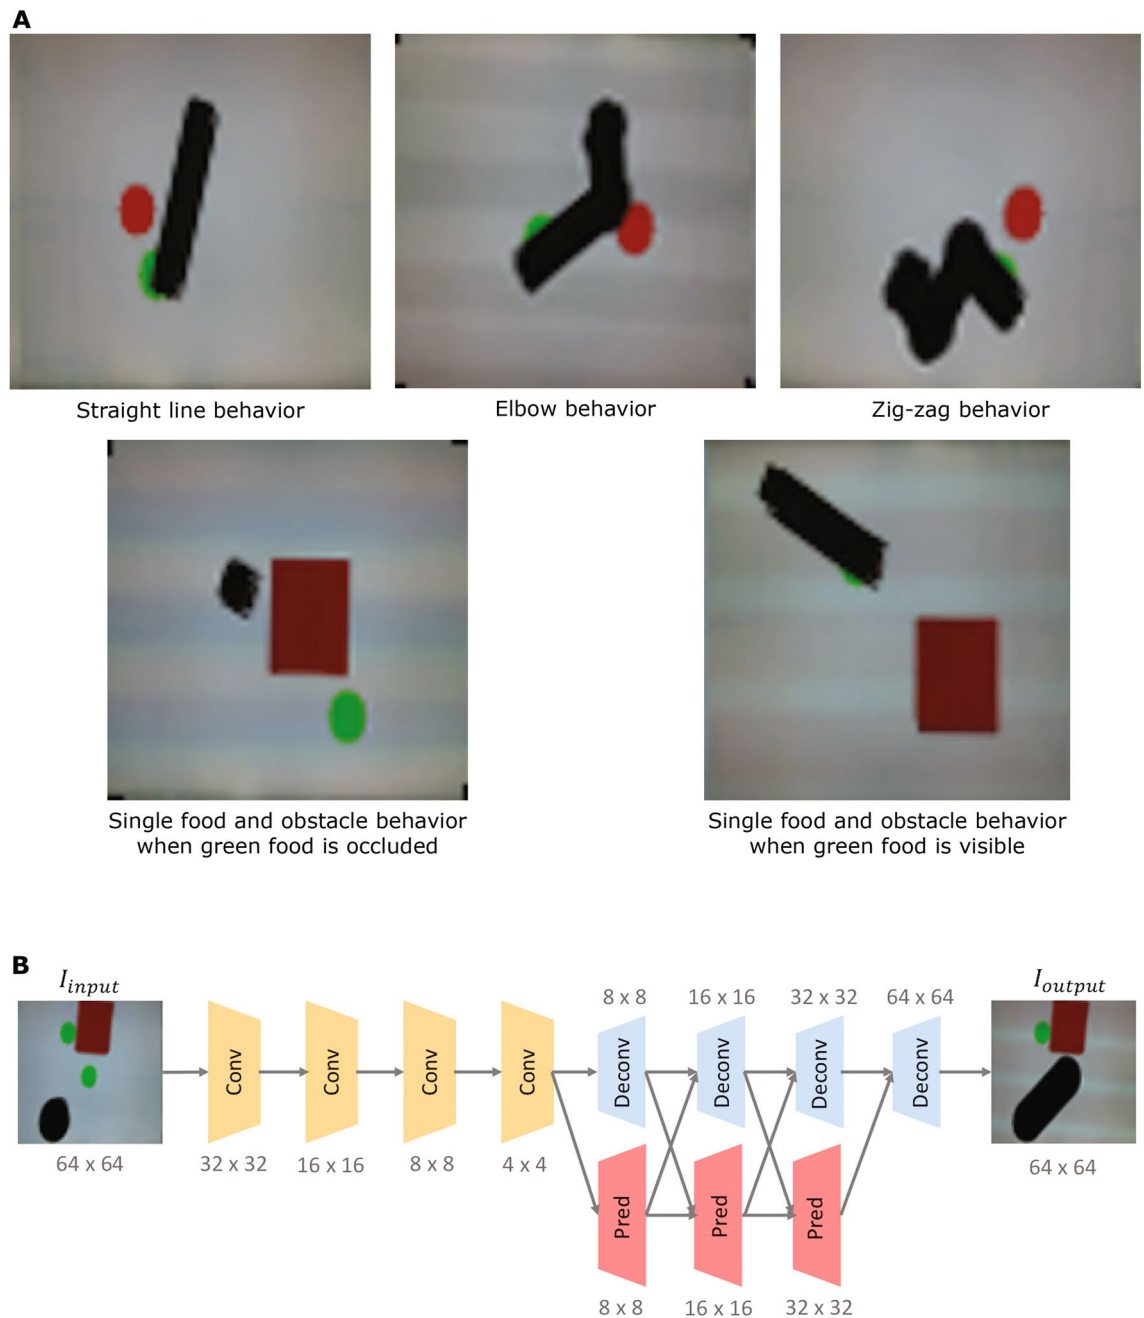 A
Straight line behavior
Elbow behavior
Zig-zag behavior
Single food and obstacle behavior
when green food is occluded
Single food and obstacle behavior
when green food is visible
B
I_input
I_output
8 x 8
16 x 16
32 x 32
64 x 64
Conv
Conv
Conv
Conv
Deconv
Deconv
Deconv
Deconv
64 x 64
32 x 32
16 x 16
8 x 8
4 x 4
64 x 64
Pred
Pred
Pred
8 x 8
16 x 16
32 x 32